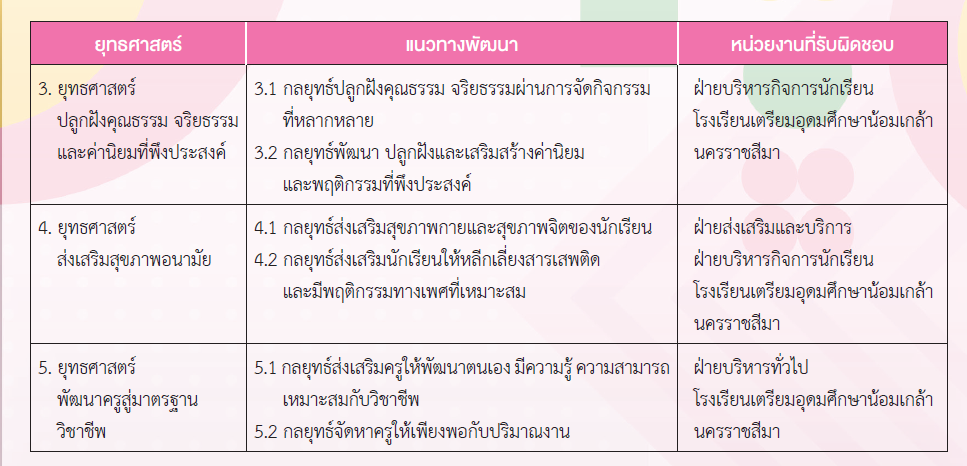 ยุทธศาสตร์ แนวทางพัฒนา หน่วยงานที่รับผิดชอบ
3. ยุทธศาสตร์
ปลูกฝังคุณธรรม จริยธรรม
และค่านิยมที่พึงประสงค์
3.1 กลยุทธ์ปลูกฝังคุณธรรม จริยธรรมผ่านการจัดกิจกรรม
ที่หลากหลาย
3.2 กลยุทธ์พัฒนา ปลูกฝังและเสริมสร้างค่านิยม
และพฤติกรรมที่พึงประสงค์
ฝ่ายบริหารกิจการนักเรียน
โรงเรียนเตรียมอุดมศึกษาน้อมเกล้า
นครราชสีมา
4. ยุทธศาสตร์
ส่งเสริมสุขภาพอนามัย
4.1 กลยุทธ์ส่งเสริมสุขภาพกายและสุขภาพจิตของนักเรียน
4.2 กลยุทธ์ส่งเสริมนักเรียนให้หลีกเลี่ยงสารเสพติด
และมีพฤติกรรมทางเพศที่เหมาะสม
ฝ่ายส่งเสริมและบริการ
ฝ่ายบริหารกิจการนักเรียน
โรงเรียนเตรียมอุดมศึกษาน้อมเกล้า
นครราชสีมา
5. ยุทธศาสตร์
พัฒนาครูสู่มาตรฐาน
วิชาชีพ
5.1 กลยุทธ์ส่งเสริมครูให้พัฒนาตนเอง มีความรู้ ความสามารถ
เหมาะสมกับวิชาชีพ
5.2 กลยุทธ์จัดหาครูให้เพียงพอกับปริมาณงาน
ฝ่ายบริหารทั่วไป
โรงเรียนเตรียมอุดมศึกษาน้อมเกล้า
นครราชสีมา